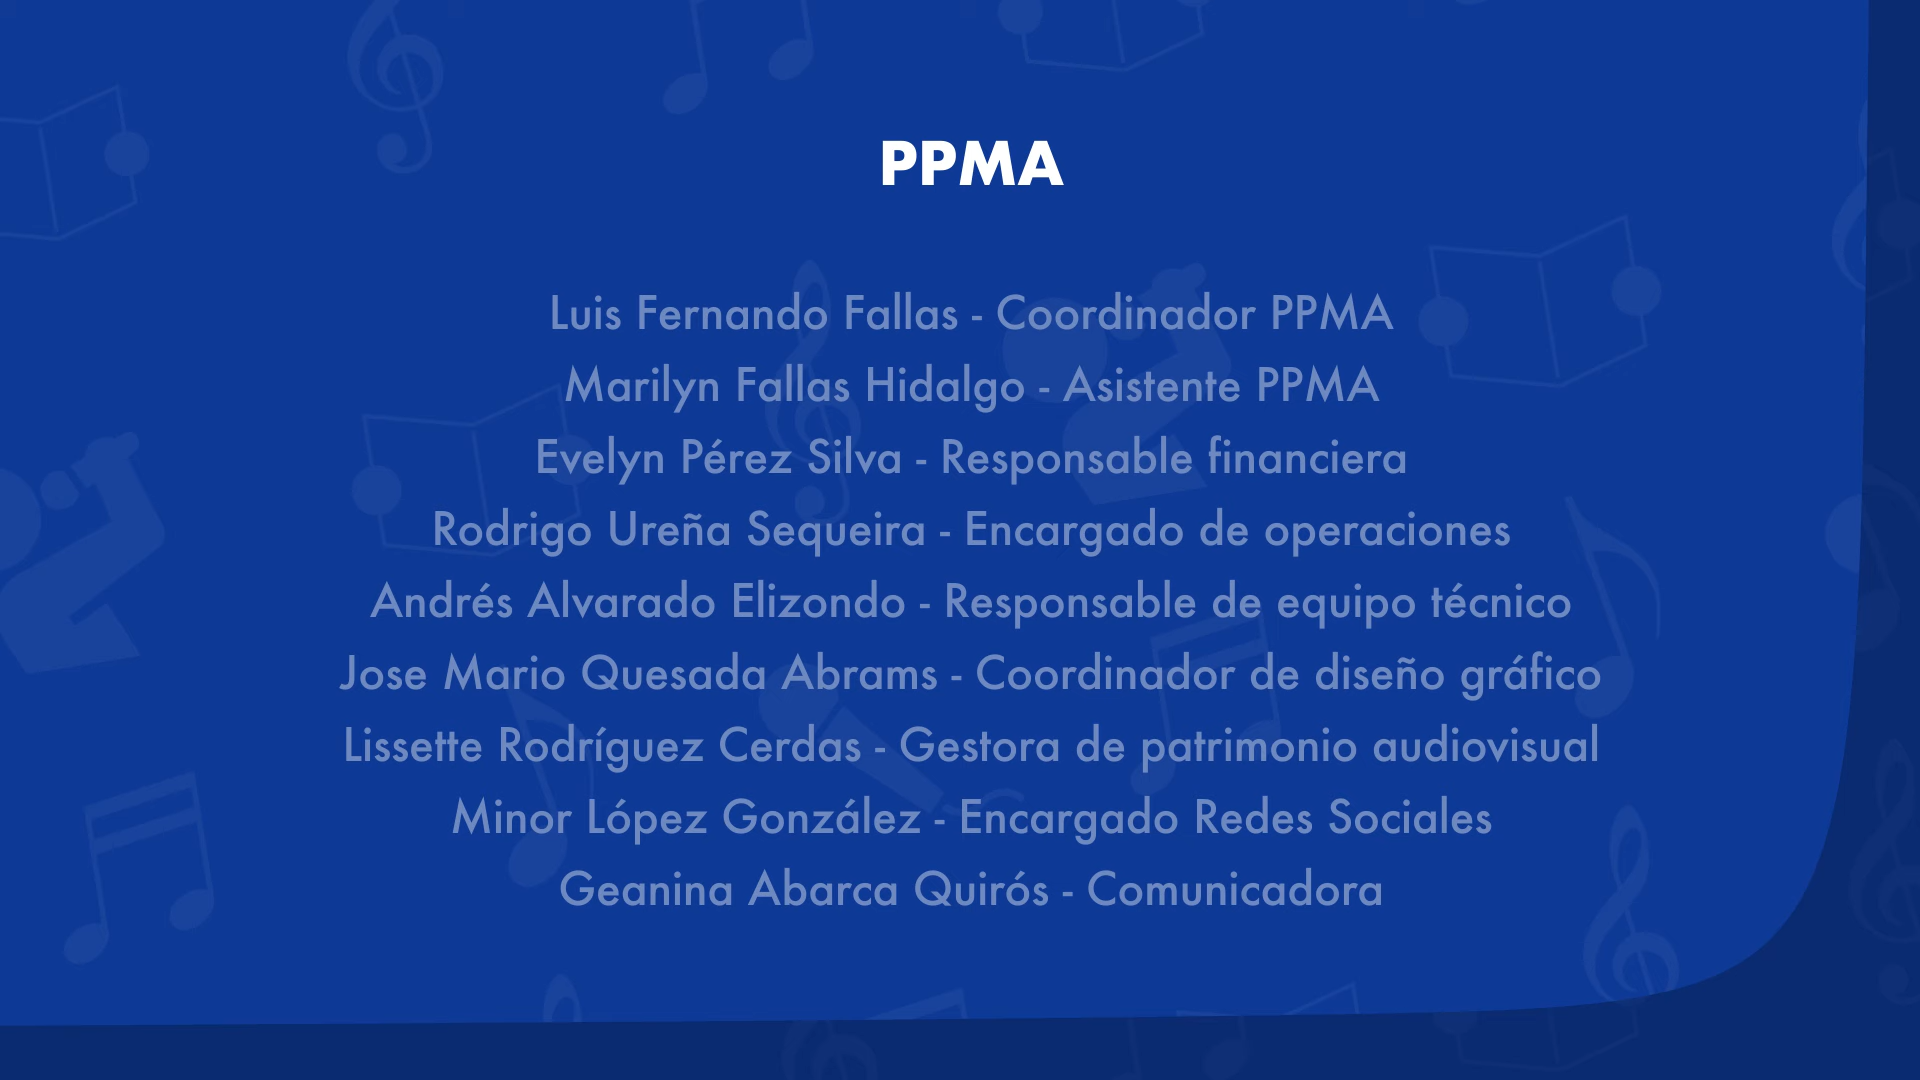 PPMA
Luis Fernando Fallas - Coordinador PPMA
Marilyn Fallas Hidalgo - Asistente PPMA
Evelyn Pérez Silva - Responsable financiera
Rodrigo Ureña Sequeira - Encargado de operaciones
Andrés Alvarado Elizondo - Responsable de equipo técnico
Jose Mario Quesada Abrams - Coordinador de diseño gráfico
Lissette Rodríguez Cerdas - Gestora de patrimonio audiovisual
Minor López González - Encargado Redes Sociales
Geanina Abarca Quirós - Comunicadora